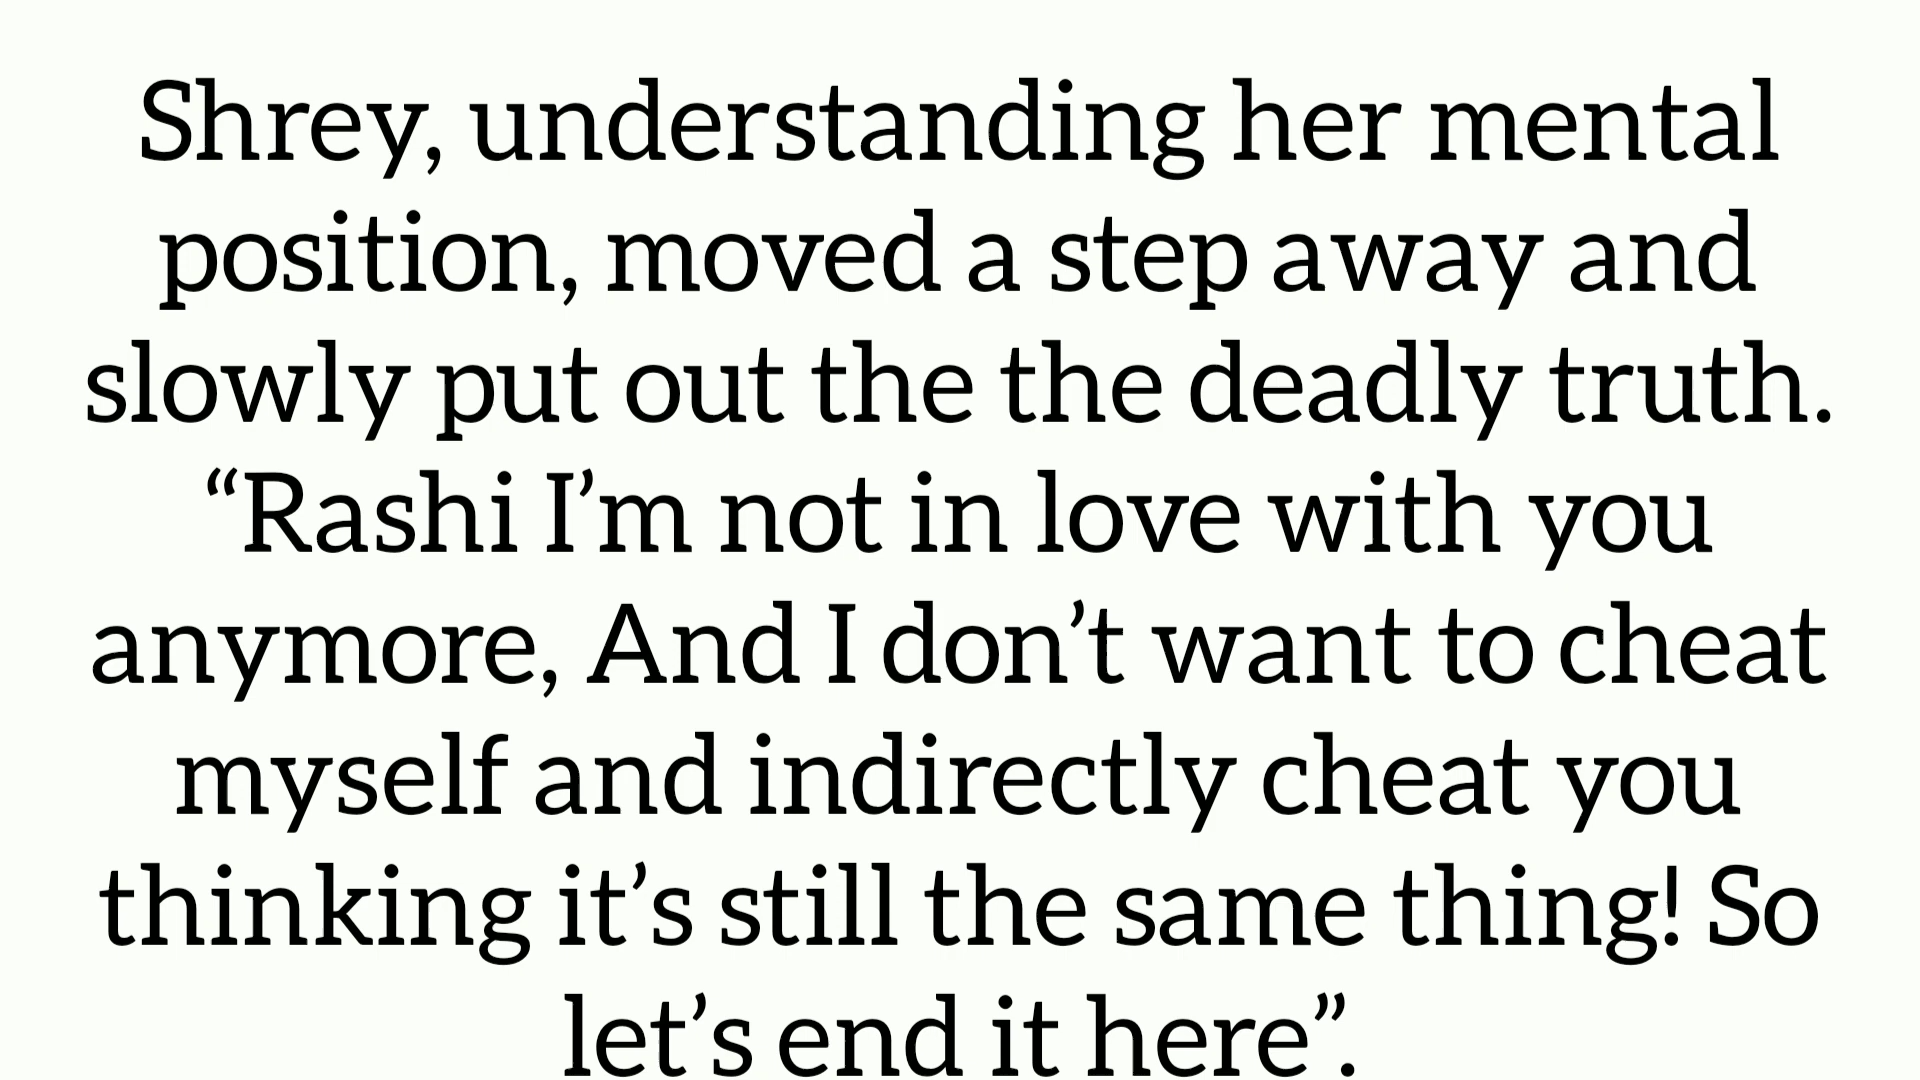 Shrey, understanding her mental
position, moved a step away and
slowly put out the the deadly truth.
“Rashi I’m not in love with you
anymore, And I don’t want to cheat
myself and indirectly cheat you
thinking it’s still the same thing! So
let’s end it here”.